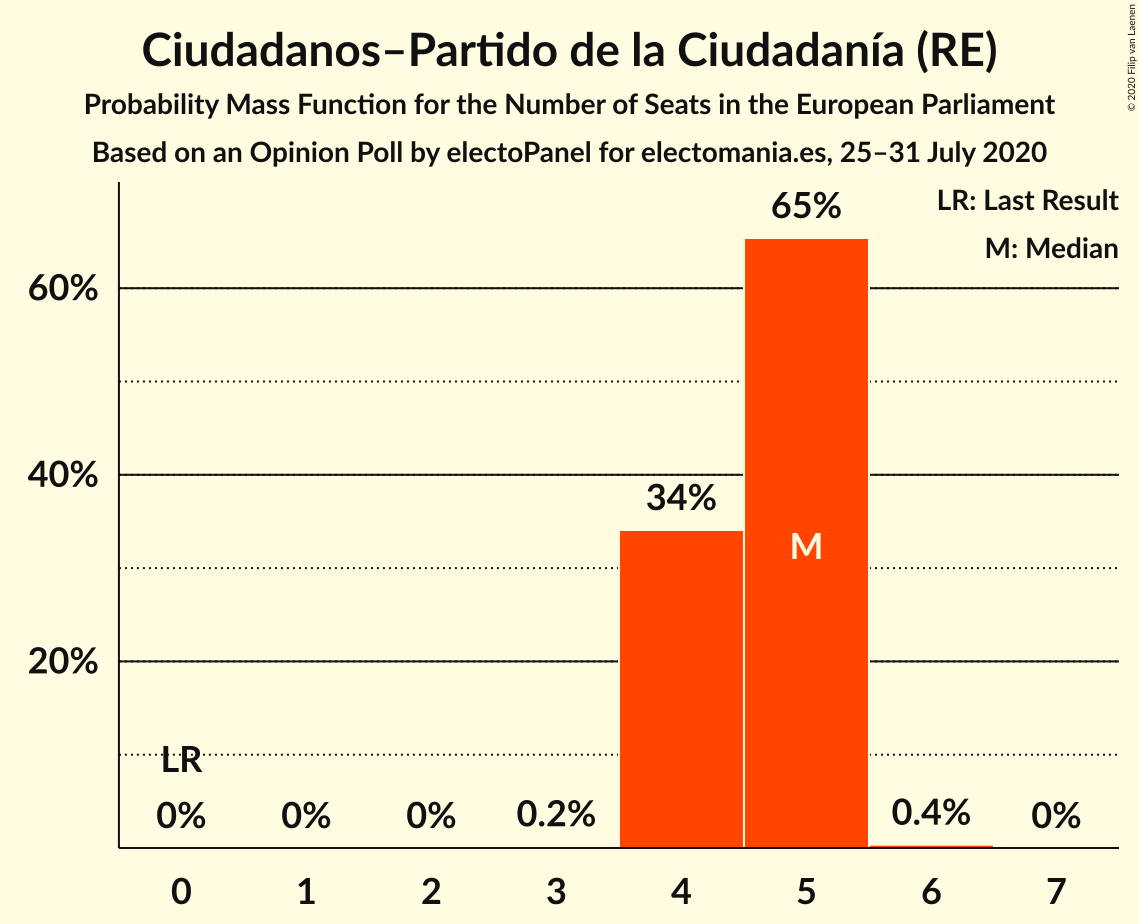 Ciudadanos–Partido de la Ciudadanía (RE)
Probability Mass Function for the Number of Seats in the European Parliament
Based on an Opinion Poll by electoPanel for electomania.es, 25–31 July 2020
© 2020 Filip van Laenen
LR: Last Result
M: Median
60%
40%
20%
LR
0%
0%
0%
0.2%
34%
65%
M
0.4%
0%
0 1 2 3 4 5 6 7